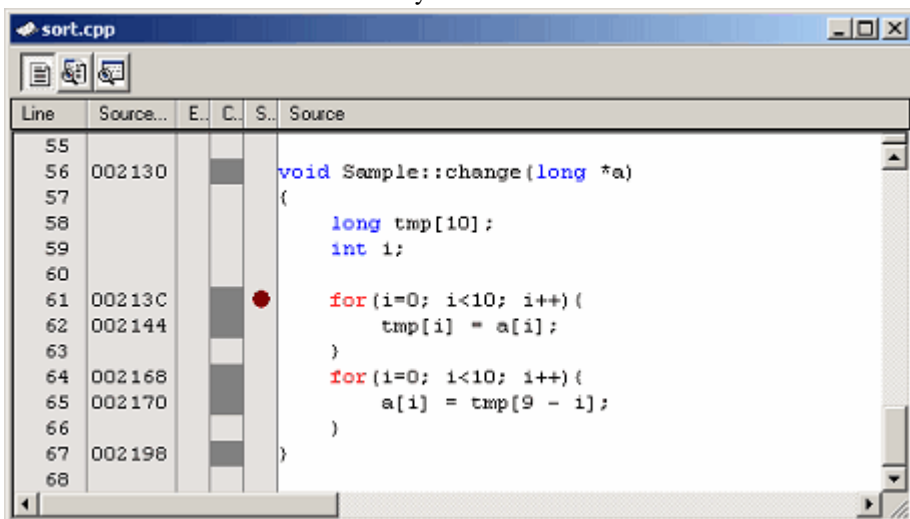 sort.cpp
Line Source... E.. C.. S.. Source
55
56 002130 void Sample::change(long *a)
57 {
58 long tmp[10];
59 int i;
60
61 00213C for(i=0; i<10; i++){
62 002144 tmp[i] = a[i];
63 }
64 002168 for(i=0; i<10; i++){
65 002170 a[i] = tmp[9 - i];
66 }
67 002198 }
68